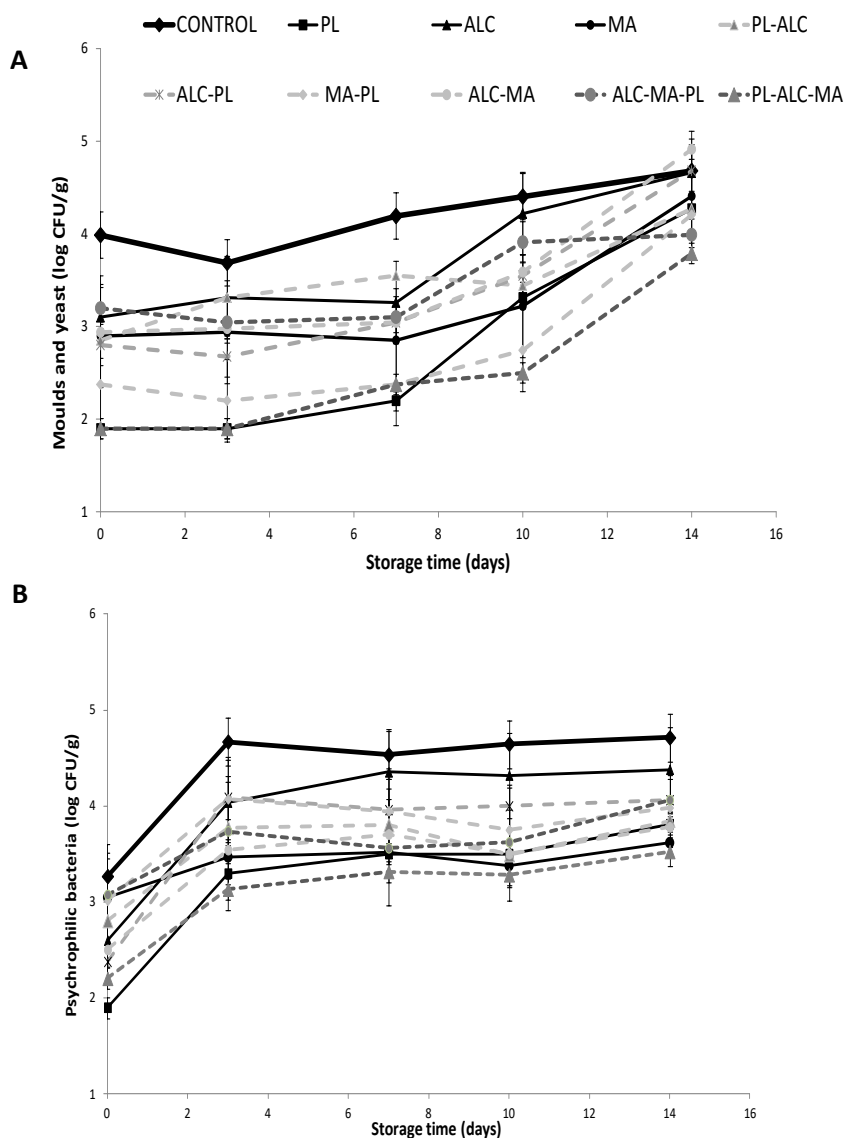 CONTROL PL ALC MA PL-ALC
A
ALC-PL MA-PL ALC-MA ALC-MA-PL PL-ALC-MA
Moulds and yeast (log CFU/g)
6
5
4
3
2
1
0 2 4 6 8 10 12 14 16
Storage time (days)
B
Psychrophilic bacteria (log CFU/g)
6
5
4
3
2
1
0 2 4 6 8 10 12 14 16
Storage time (days)